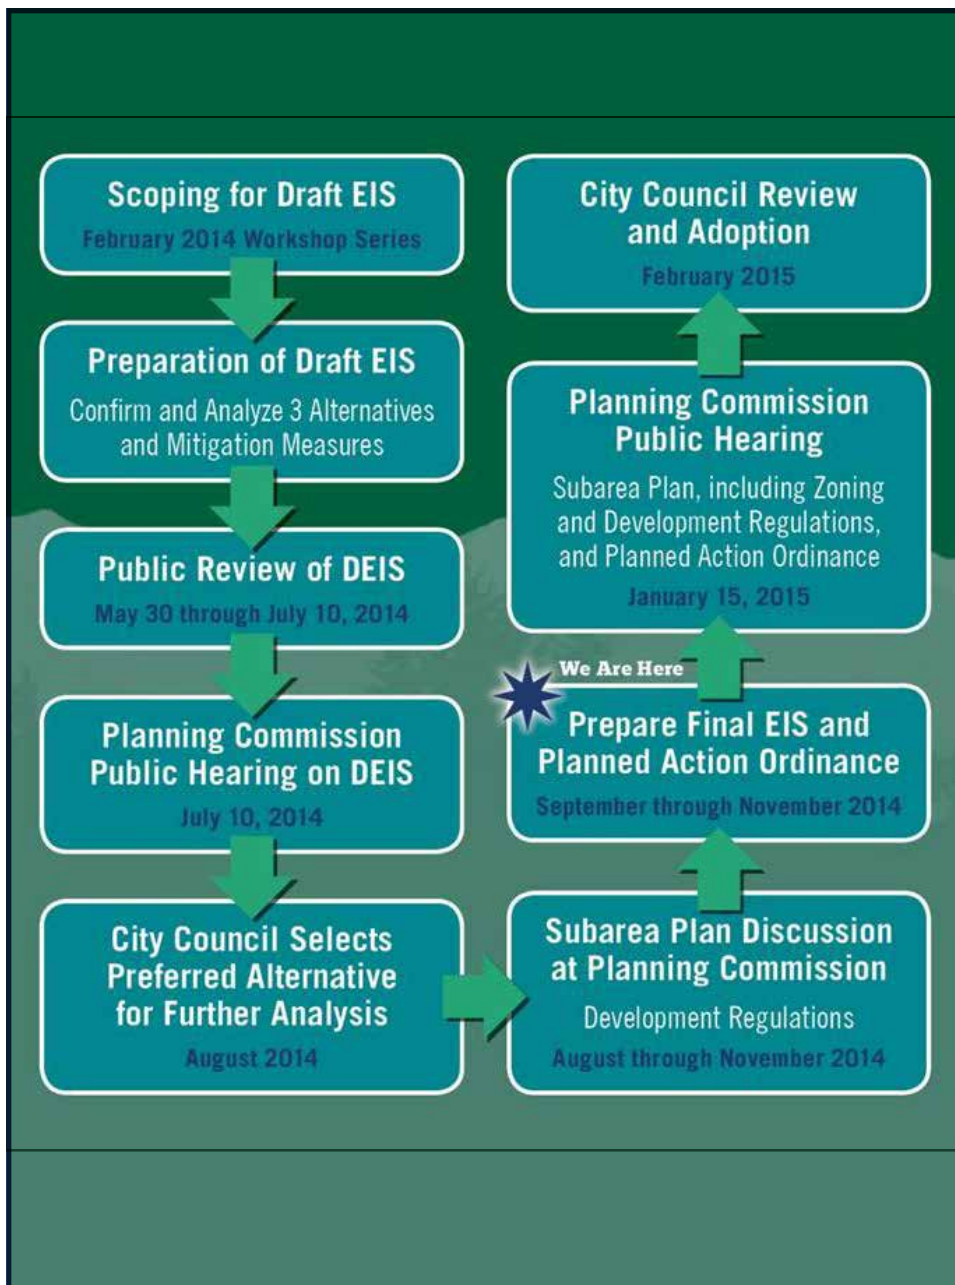 Scoping for Draft EIS
February 2014 Workshop Series
Preparation of Draft EIS
Confirm and Analyze 3 Alternatives
and Mitigation Measures
Public Review of DEIS
May 30 through July 10, 2014
Planning Commission
Public Hearing on DEIS
July 10, 2014
City Council Selects
Preferred Alternative
for Further Analysis
August 2014
Subarea Plan Discussion
at Planning Commission
Development Regulations
August through November 2014
We Are Here
Prepare Final EIS and
Planned Action Ordinance
September through November 2014
Planning Commission
Public Hearing
Subarea Plan, including Zoning
and Development Regulations,
and Planned Action Ordinance
January 15, 2015
City Council Review
and Adoption
February 2015